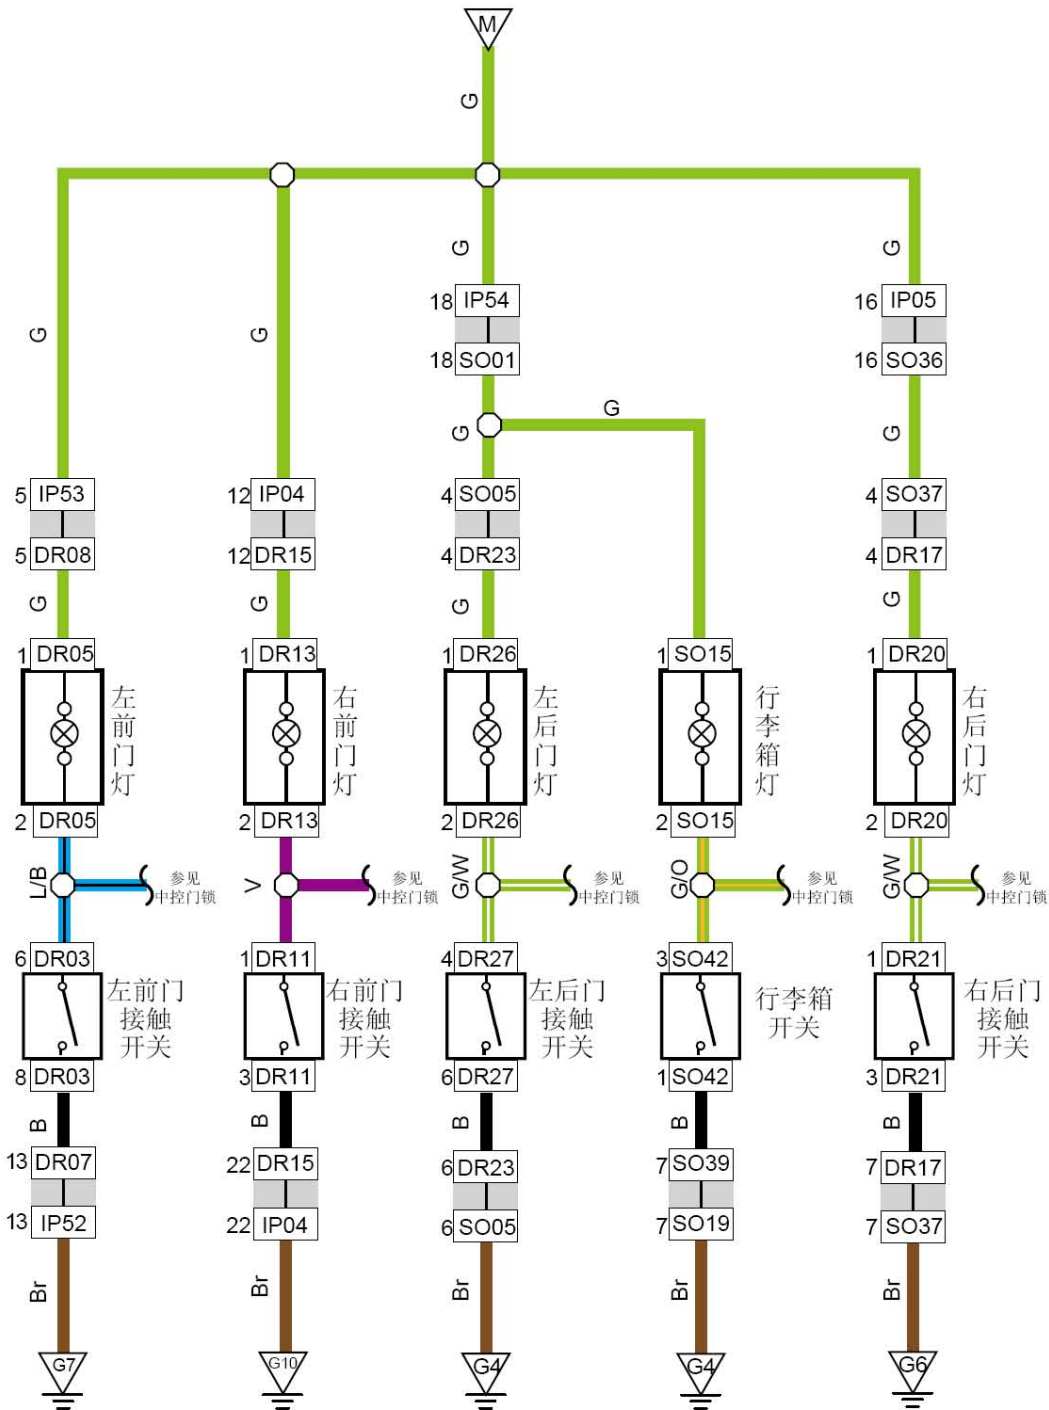 M
G
G
G
G
G
18 IP54
16 IP05
18 SO01
16 SO36
G
G
G
5 IP53
12 IP04
4 SO05
4 SO37
5 DR08
12 DR15
4 DR23
4 DR17
G
G
G
G
1 DR05
1 DR13
1 DR26
1 SO15
1 DR20
左前门灯
右前门灯
左后门灯
行李箱灯
右后门灯
2 DR05
2 DR13
2 DR26
2 SO15
2 DR20
L/B
V
G/W
G/O
G/W
参见
中控门锁
参见
中控门锁
参见
中控门锁
参见
中控门锁
参见
中控门锁
6 DR03
1 DR11
4 DR27
3 SO42
1 DR21
左前门
接触
开关
右前门
接触
开关
左后门
接触
开关
行李箱
开关
右后门
接触
开关
8 DR03
3 DR11
6 DR27
1 SO42
3 DR21
B
B
B
B
B
13 DR07
22 DR15
6 DR23
7 SO39
7 DR17
13 IP52
22 IP04
6 SO05
7 SO19
7 SO37
Br
Br
Br
Br
Br
G7
G10
G4
G4
G6